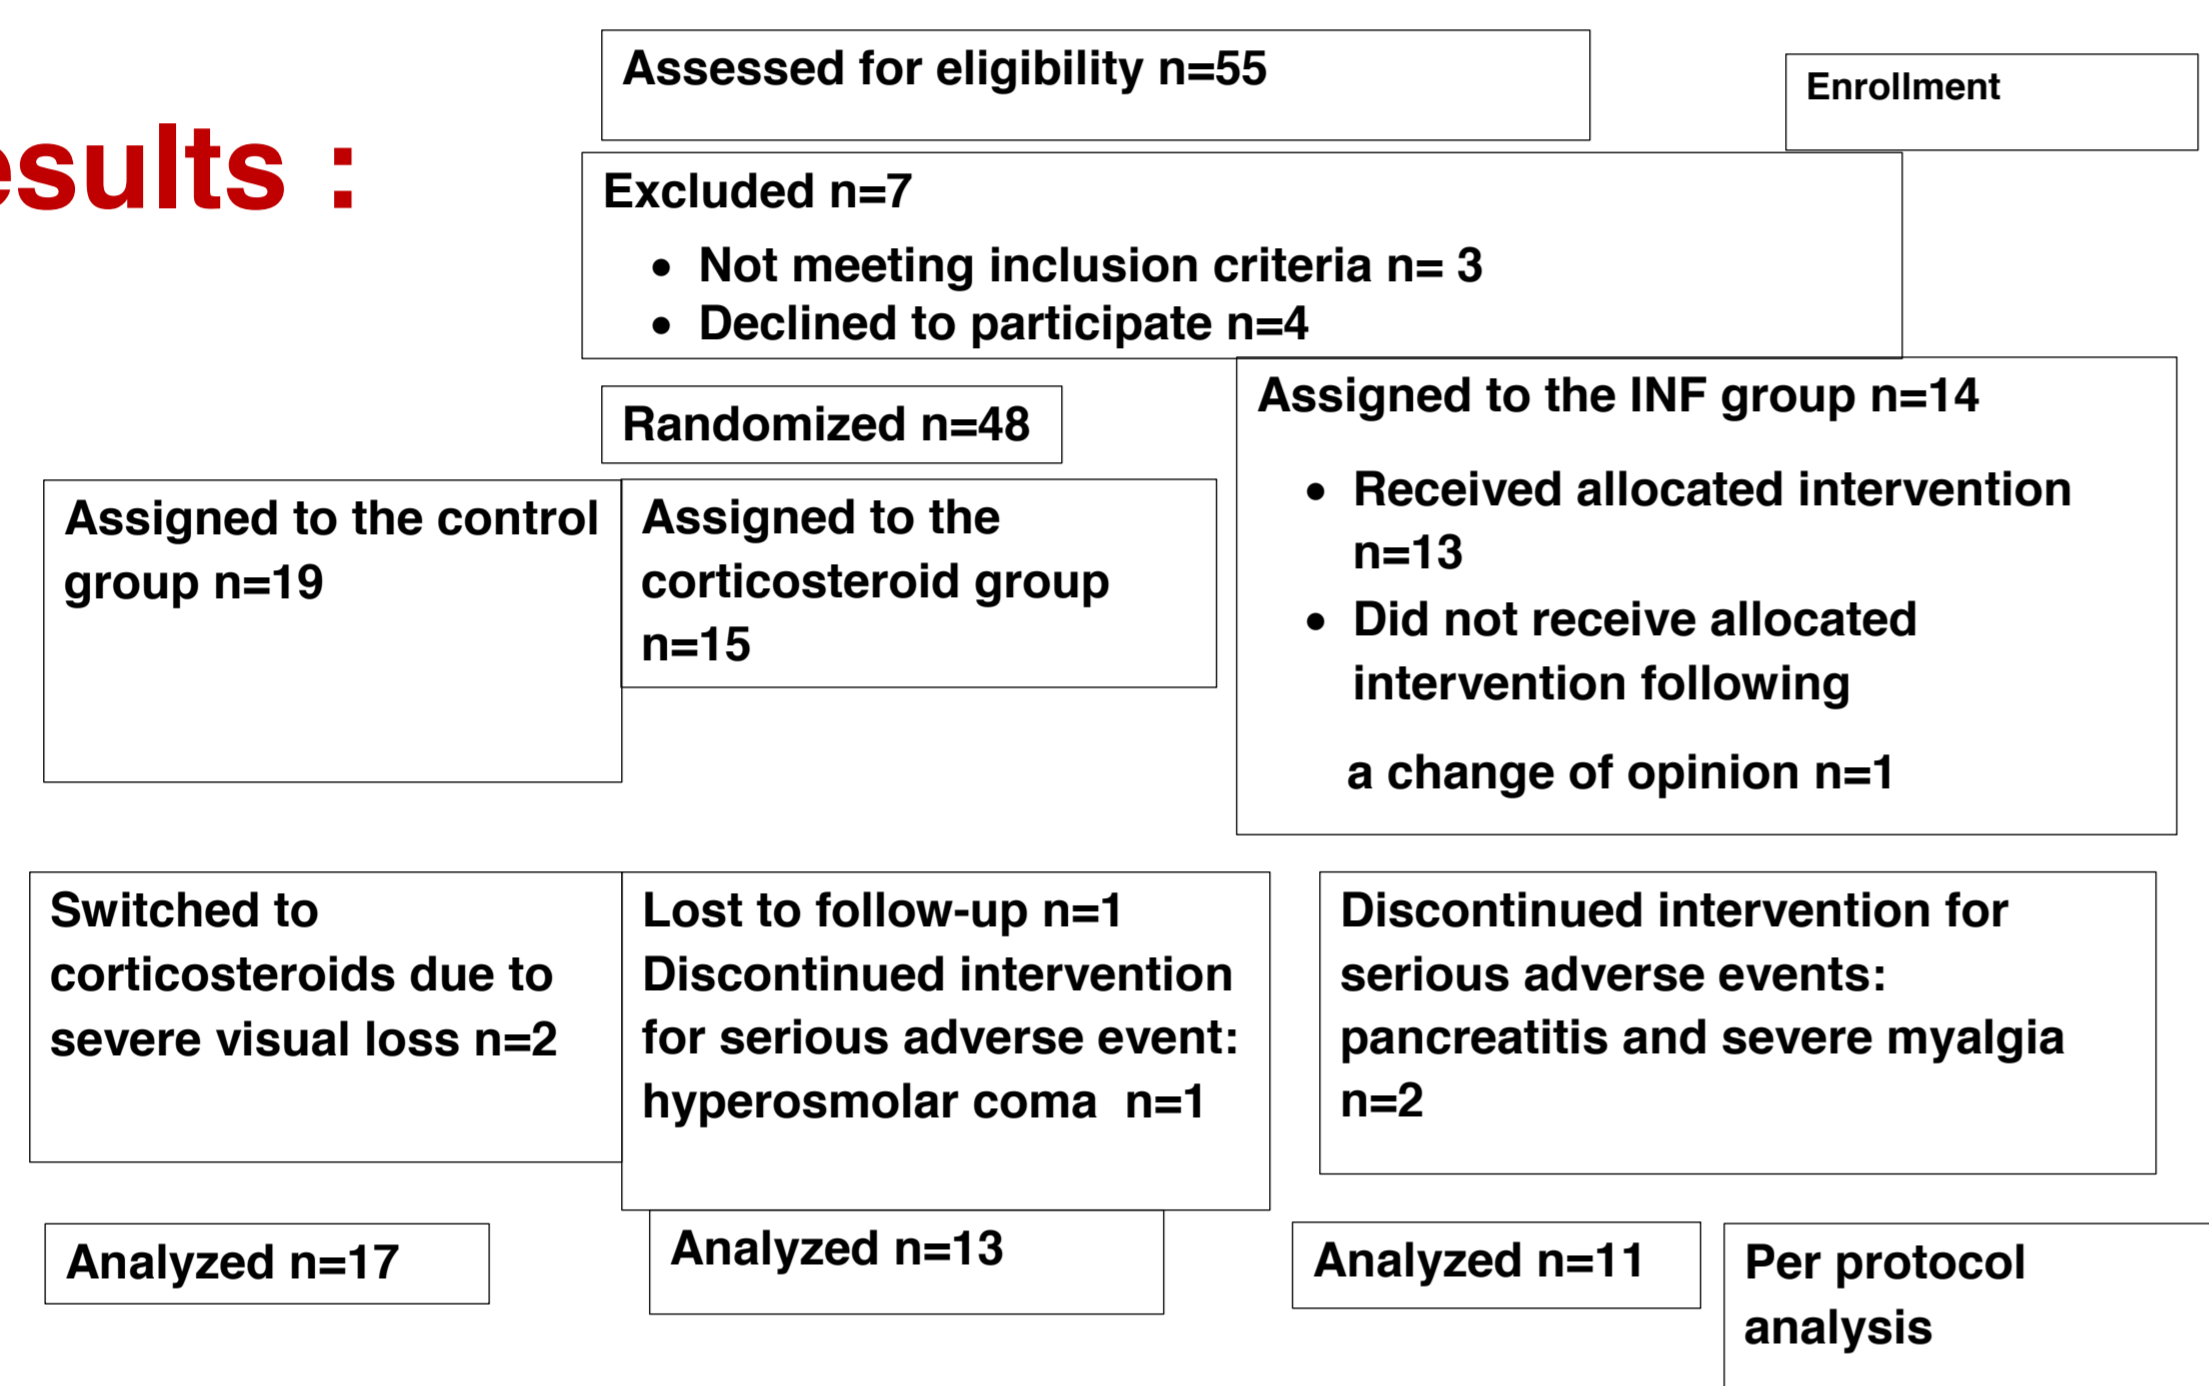 Assessed for eligibility n=55
Enrollment
esults :
Excluded n=7
• Not meeting inclusion criteria n= 3
• Declined to participate n=4
Randomized n=48
Assigned to the control
group n=19
Assigned to the
corticosteroid group
n=15
Assigned to the INF group n=14
• Received allocated intervention
n=13
• Did not receive allocated
intervention following
a change of opinion n=1
Switched to
corticosteroids due to
severe visual loss n=2
Lost to follow-up n=1
Discontinued intervention
for serious adverse event:
hyperosmolar coma n=1
Discontinued intervention for
serious adverse events:
pancreatitis and severe myalgia
n=2
Analyzed n=17
Analyzed n=13
Analyzed n=11
Per protocol
analysis